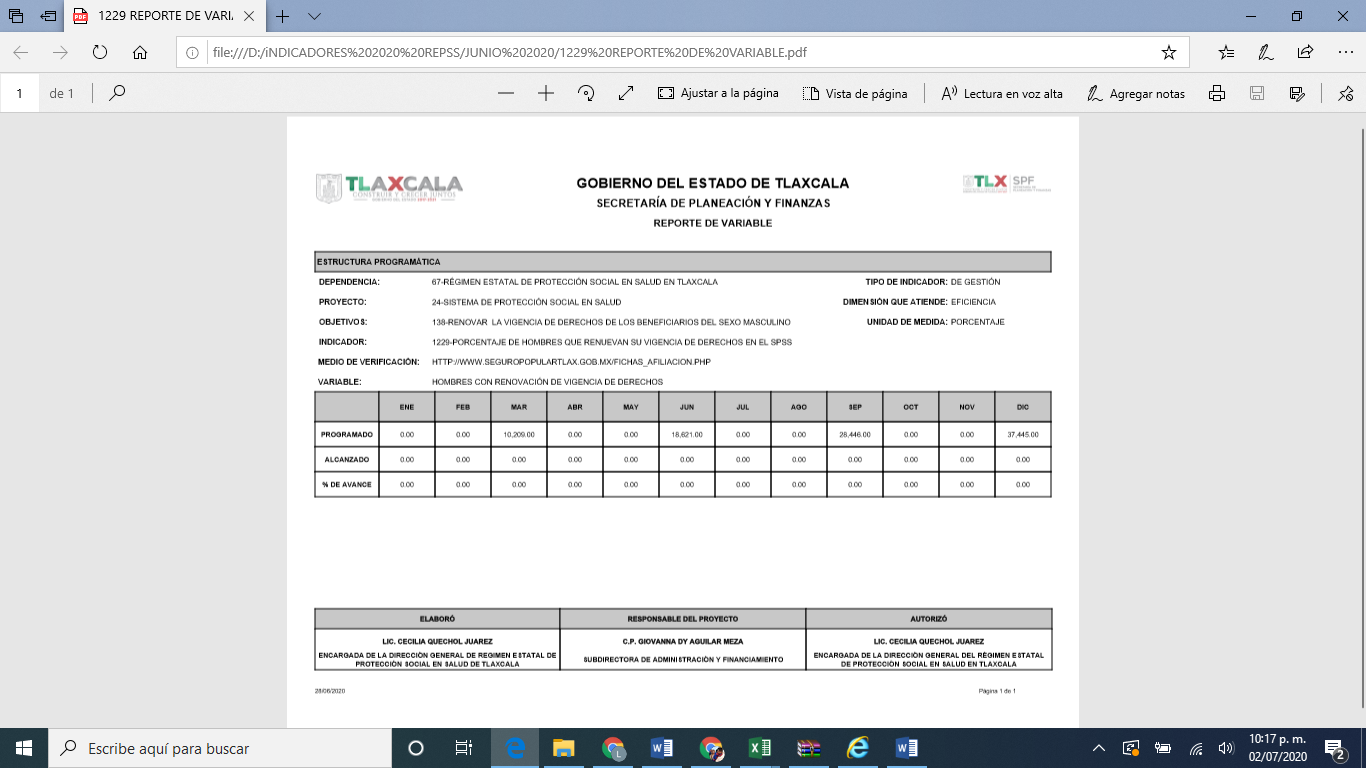 1229 REPORTE DE VARI
file:///D:/iNDICADORES%202020%20REPSS/JUNIO%202020/1229%20REPORTE%20DE%20VARIABLE.pdf
1 de 1 Ajustar a la página Vista de página Lectura en voz alta Agregar notas
TLAXCALA
CONSTRUIR Y CRECER JUNTOS
TLX SPF
GOBIERNO DEL ESTADO DE TLAXCALA
SECRETARÍA DE PLANEACIÓN Y FINANZAS
REPORTE DE VARIABLE
ESTRUCTURA PROGRAMÁTICA
DEPENDENCIA: 67-RÉGIMEN ESTATAL DE PROTECCIÓN SOCIAL EN SALUD EN TLAXCALA TIPO DE INDICADOR: DE GESTIÓN
PROYECTO: 24-SISTEMA DE PROTECCIÓN SOCIAL EN SALUD DIMENSIÓN QUE ATIENDE: EFICIENCIA
OBJETIVOS: 138-RENOVAR LA VIGENCIA DE DERECHOS DE LOS BENEFICIARIOS DEL SEXO MASCULINO UNIDAD DE MEDIDA: PORCENTAJE
INDICADOR: 1229-PORCENTAJE DE HOMBRES QUE RENUEVAN SU VIGENCIA DE DERECHOS EN EL SPSS
MEDIO DE VERIFICACIÓN: HTTP://WWW.SEGUROPOPULARTLAX.GOB.MX/FICHAS_AFILIACION.PHP
VARIABLE: HOMBRES CON RENOVACIÓN DE VIGENCIA DE DERECHOS
ENE FEB MAR ABR MAY JUN JUL AGO SEP OCT NOV DIC
PROGRAMADO 0.00 0.00 10,209.00 0.00 0.00 18,621.00 0.00 0.00 28,446.00 0.00 0.00 37,445.00
ALCANZADO 0.00 0.00 0.00 0.00 0.00 0.00 0.00 0.00 0.00 0.00 0.00 0.00
% DE AVANCE 0.00 0.00 0.00 0.00 0.00 0.00 0.00 0.00 0.00 0.00 0.00 0.00
ELABORÓ RESPONSABLE DEL PROYECTO AUTORIZÓ
LIC. CECILIA QUECHOL JUAREZ C.P. GIOVANNA DY AGUILAR MEZA LIC. CECILIA QUECHOL JUAREZ
ENCARGADA DE LA DIRECCIÓN GENERAL DE REGIMEN ESTATAL DE SUBDIRECTORA DE ADMINISTRACIÓN Y FINANCIAMIENTO ENCARGADA DE LA DIRECCIÓN GENERAL DEL RÉGIMEN ESTATAL
PROTECCIÓN SOCIAL EN SALUD DE TLAXCALA DE PROTECCIÓN SOCIAL EN SALUD EN TLAXCALA
28/06/2020 Página 1 de 1
Escribe aquí para buscar
10:17 p. m.
02/07/2020
2